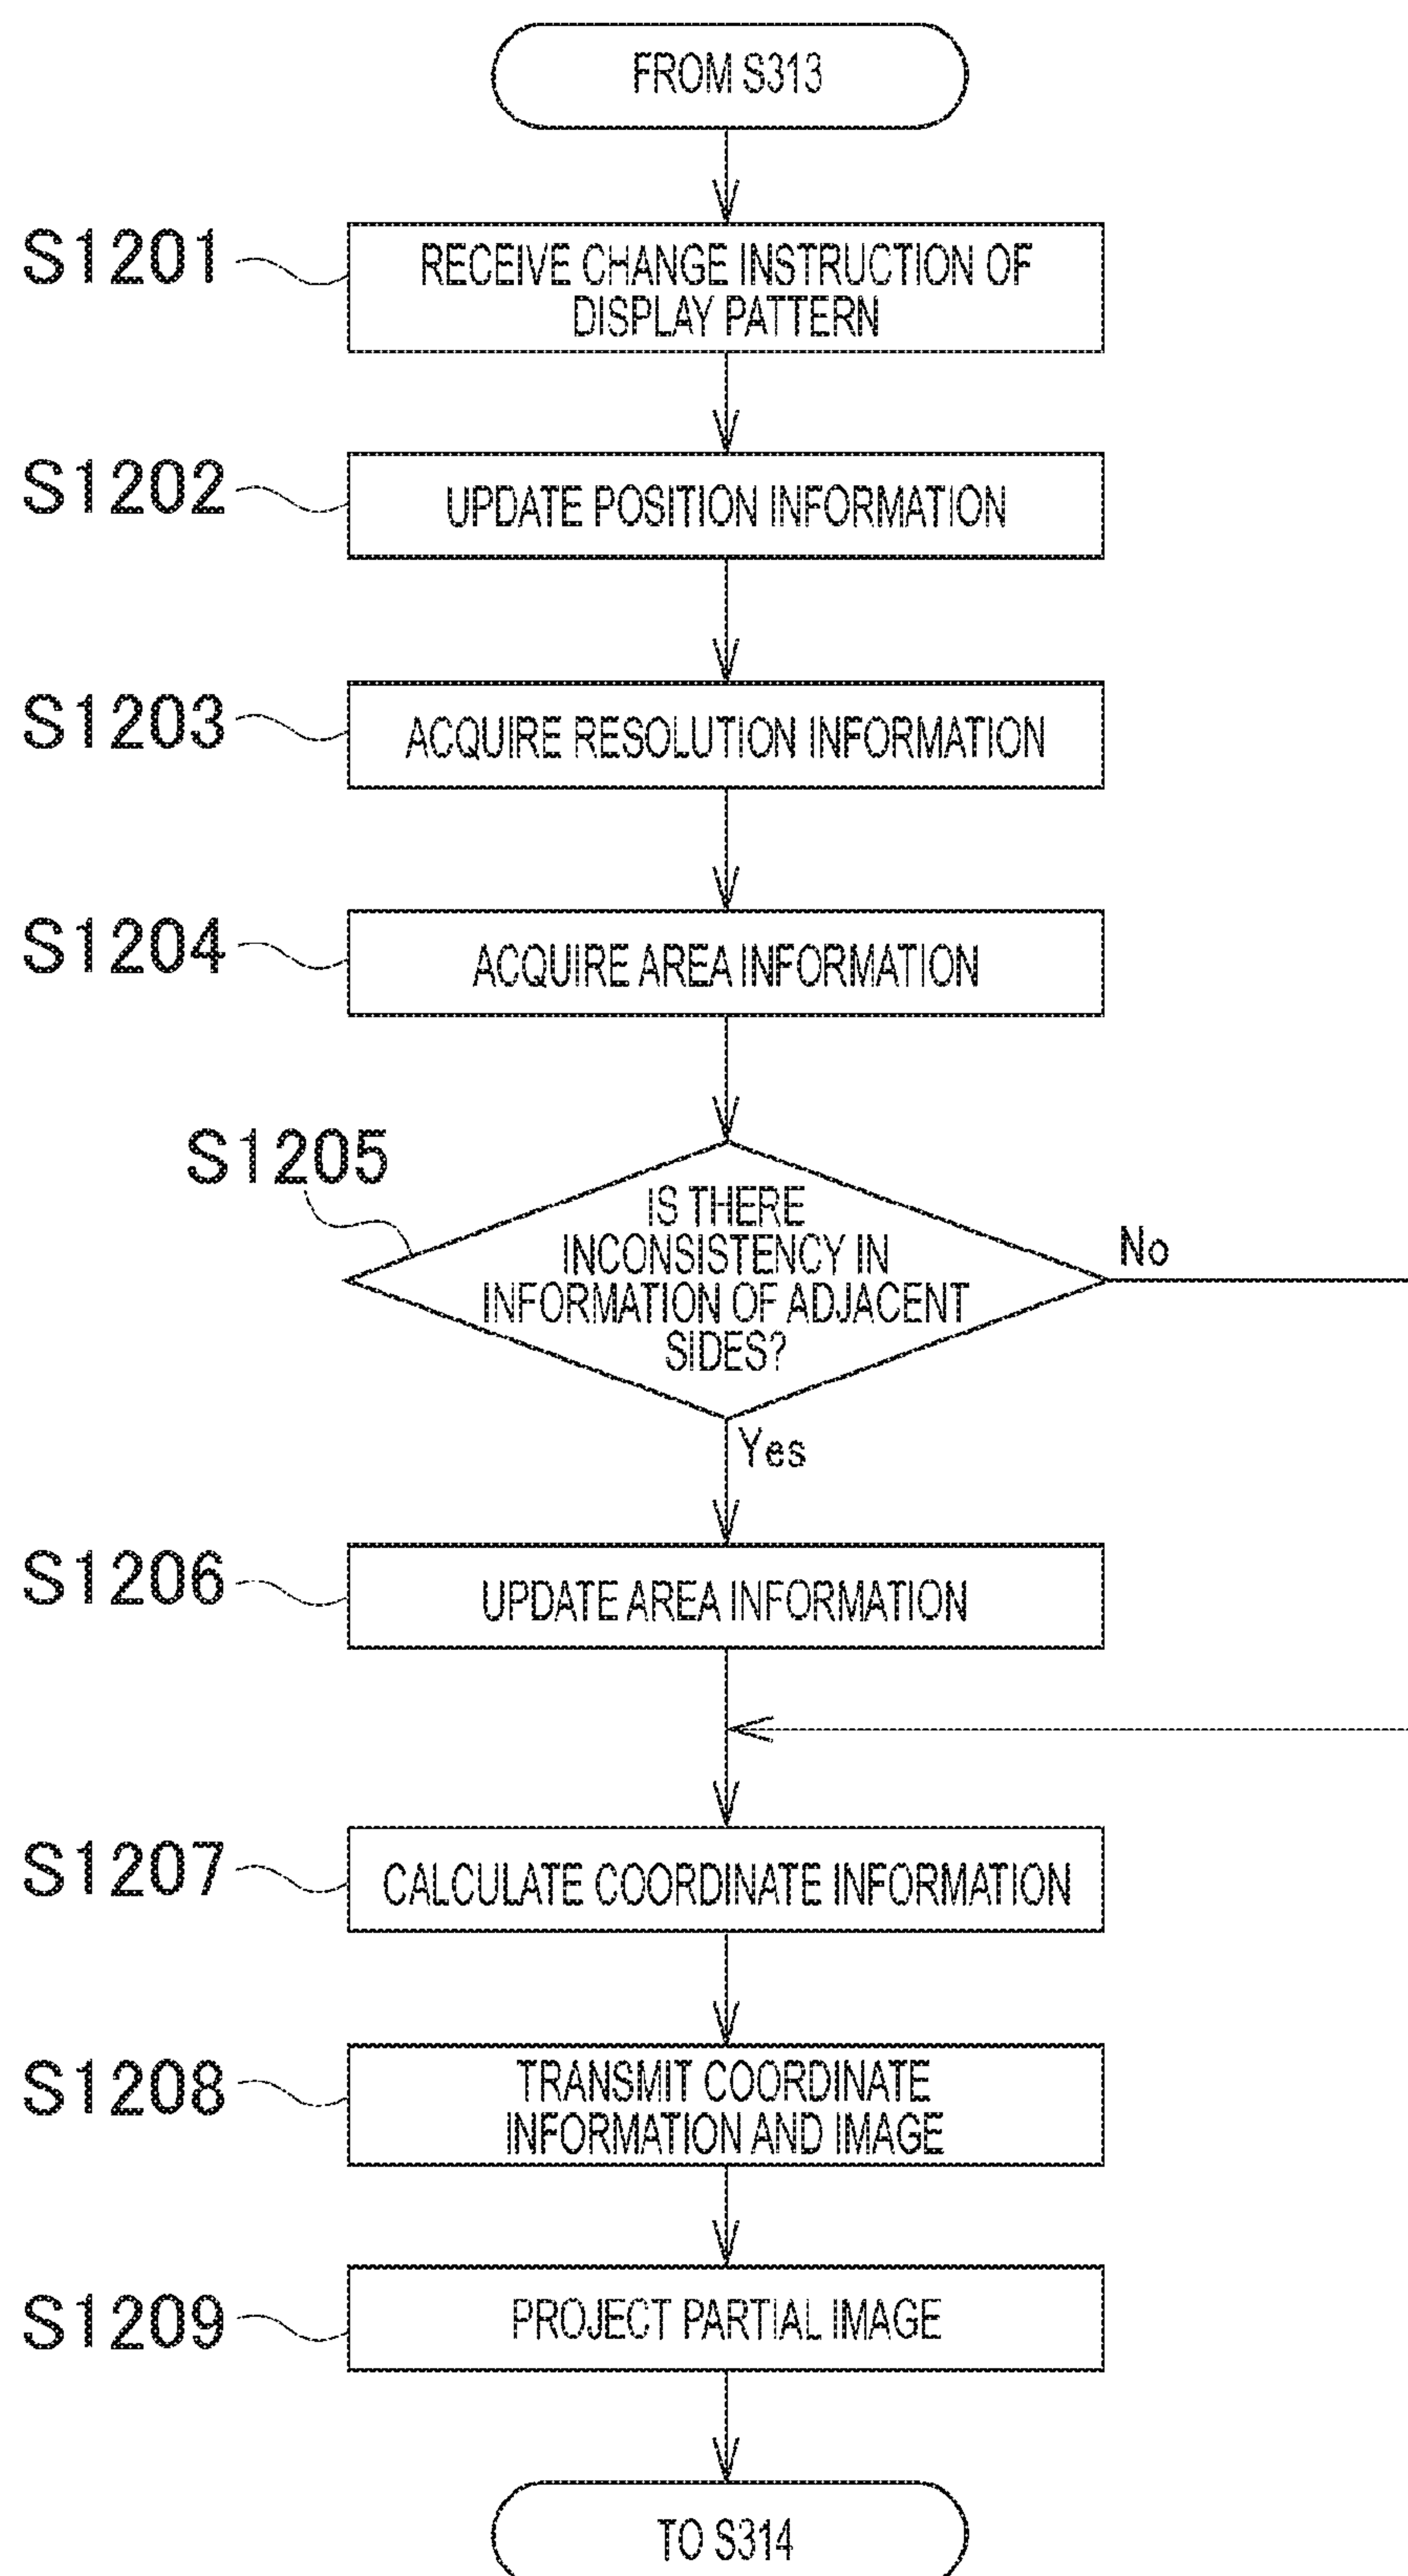 FROM S313
S1201
RECEIVE CHANGE INSTRUCTION OF
DISPLAY PATTERN
S1202
UPDATE POSITION INFORMATION
S1203
ACQUIRE RESOLUTION INFORMATION
S1204
ACQUIRE AREA INFORMATION
S1205
IS THERE
INCONSISTENCY IN
INFORMATION OF ADJACENT
SIDES?
No
Yes
S1206
UPDATE AREA INFORMATION
S1207
CALCULATE COORDINATE INFORMATION
S1208
TRANSMIT COORDINATE
INFORMATION AND IMAGE
S1209
PROJECT PARTIAL IMAGE
TO S314